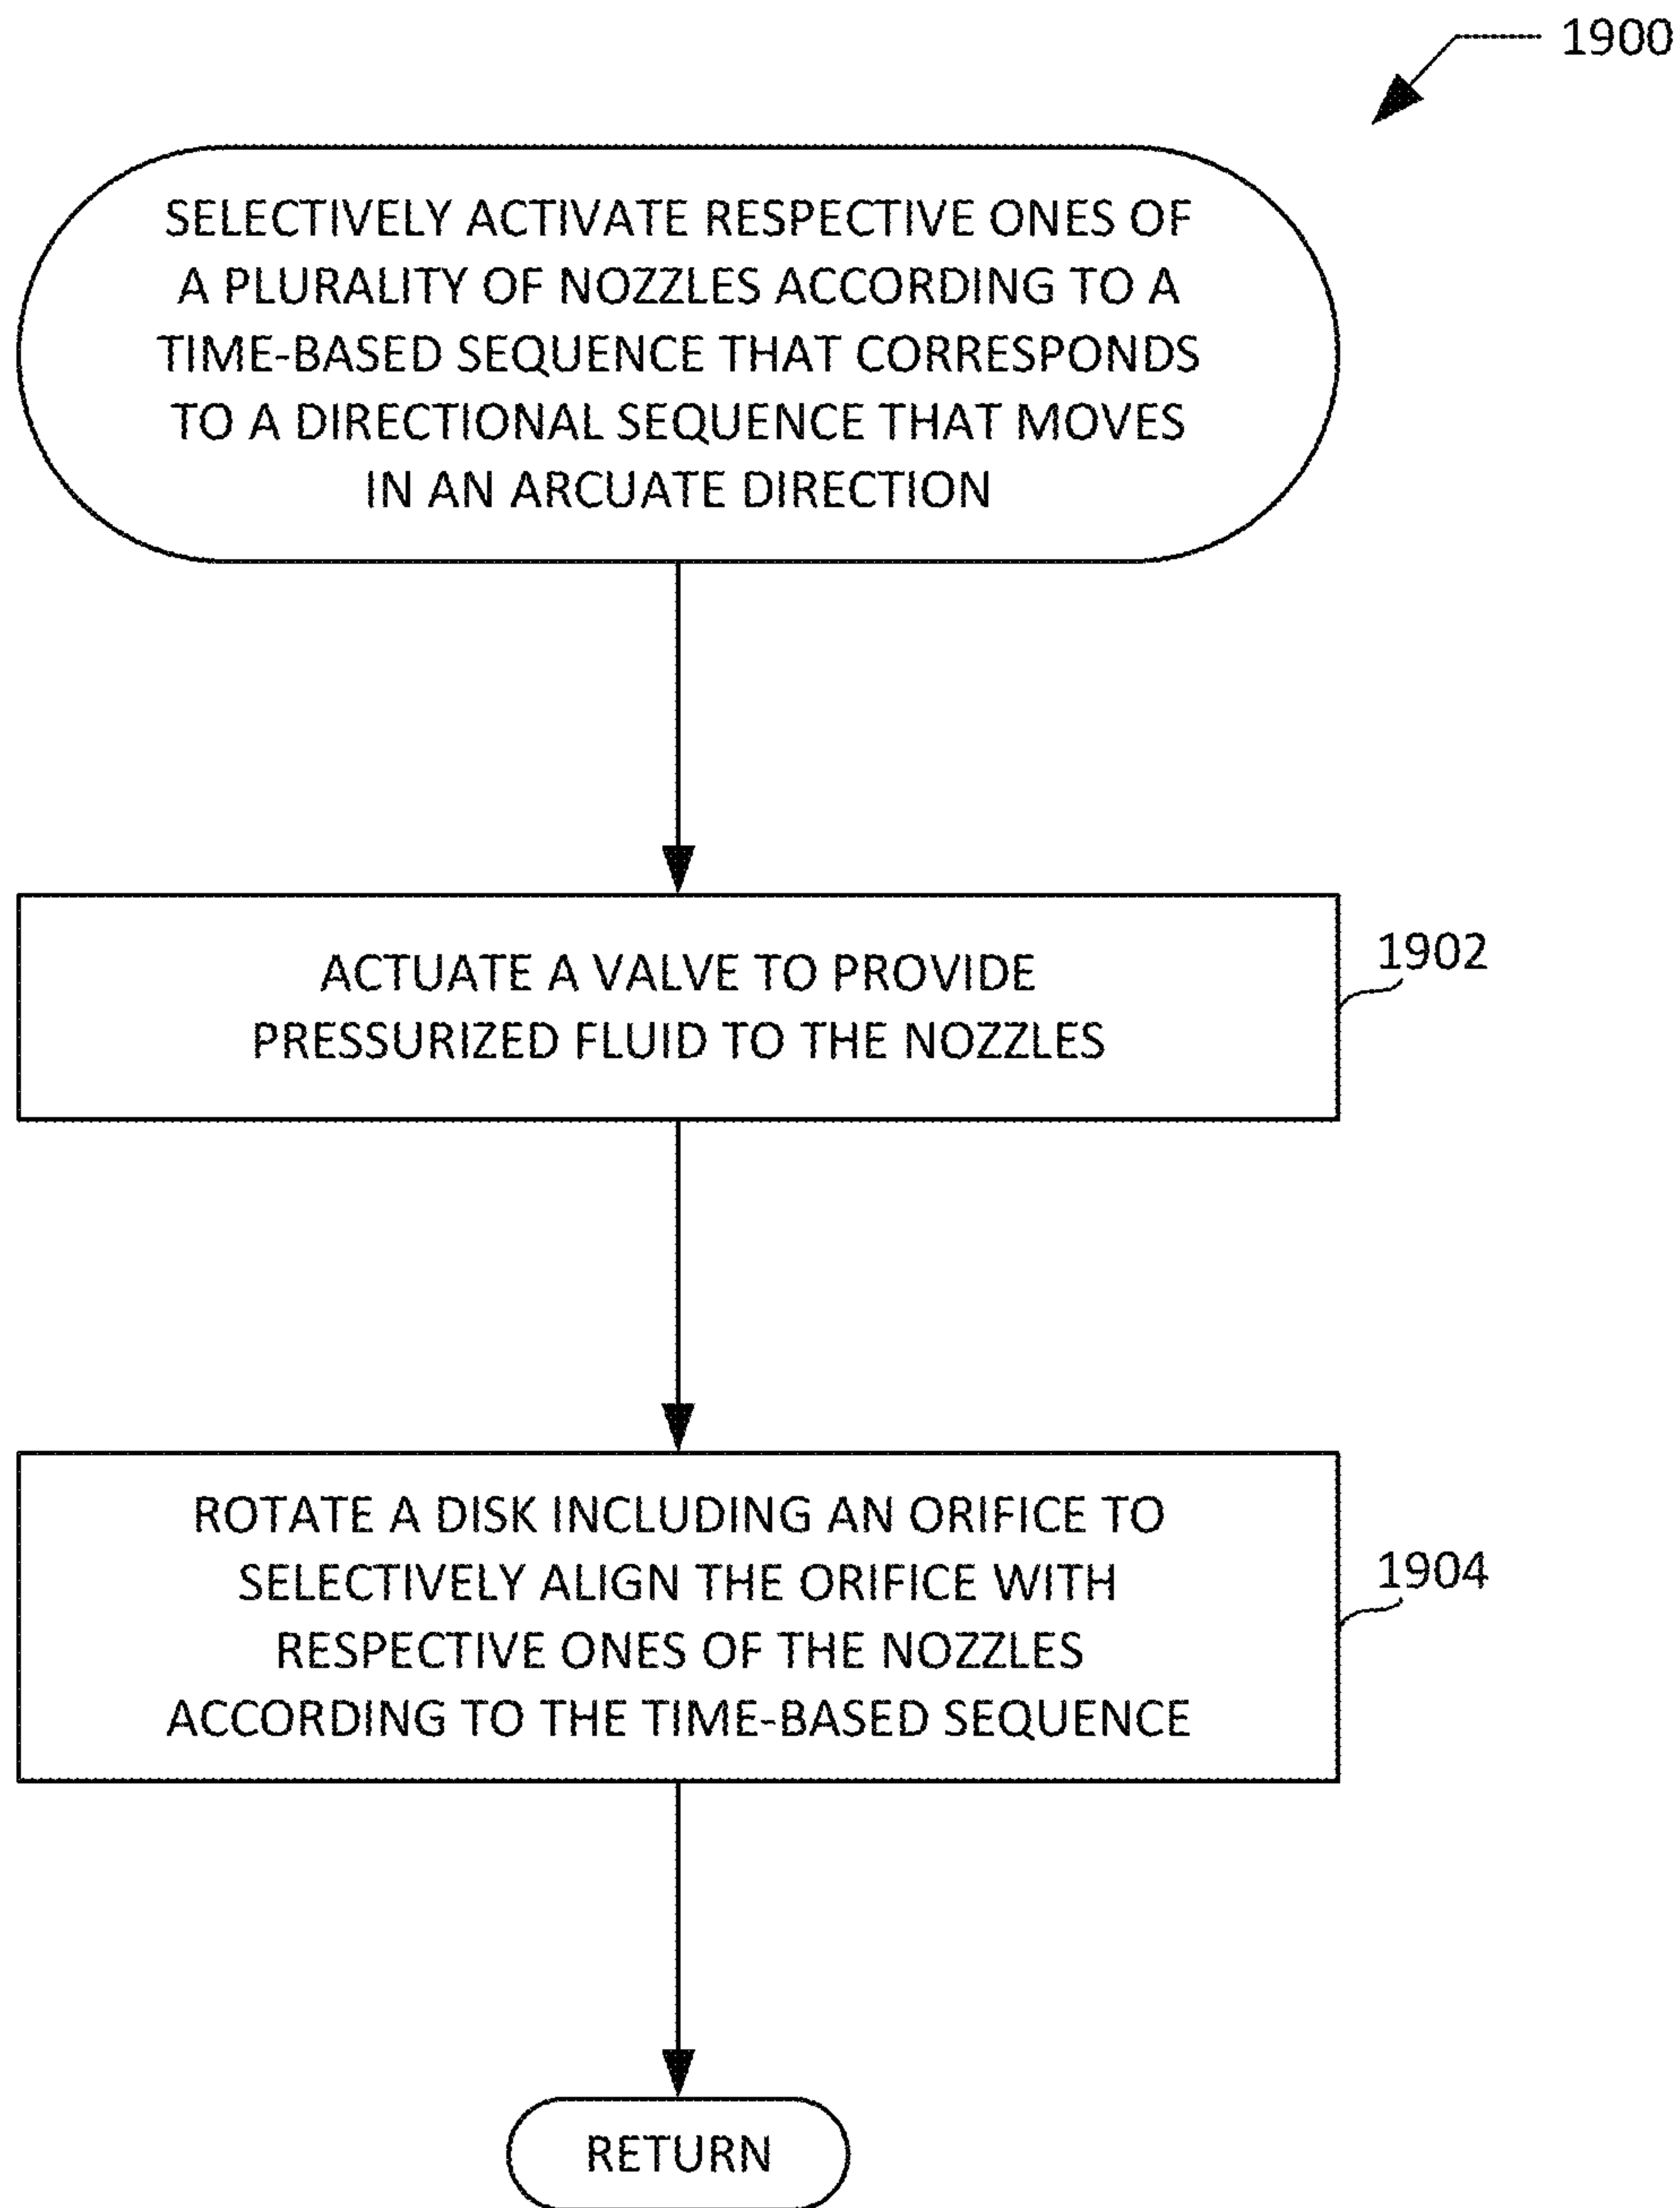 1900
SELECTIVELY ACTIVATE RESPECTIVE ONES OF
A PLURALITY OF NOZZLES ACCORDING TO A
TIME-BASED SEQUENCE THAT CORRESPONDS
TO A DIRECTIONAL SEQUENCE THAT MOVES
IN AN ARCUATE DIRECTION
ACTUATE A VALVE TO PROVIDE
PRESSURIZED FLUID TO THE NOZZLES
1902
ROTATE A DISK INCLUDING AN ORIFICE TO
SELECTIVELY ALIGN THE ORIFICE WITH
RESPECTIVE ONES OF THE NOZZLES
ACCORDING TO THE TIME-BASED SEQUENCE
1904
RETURN